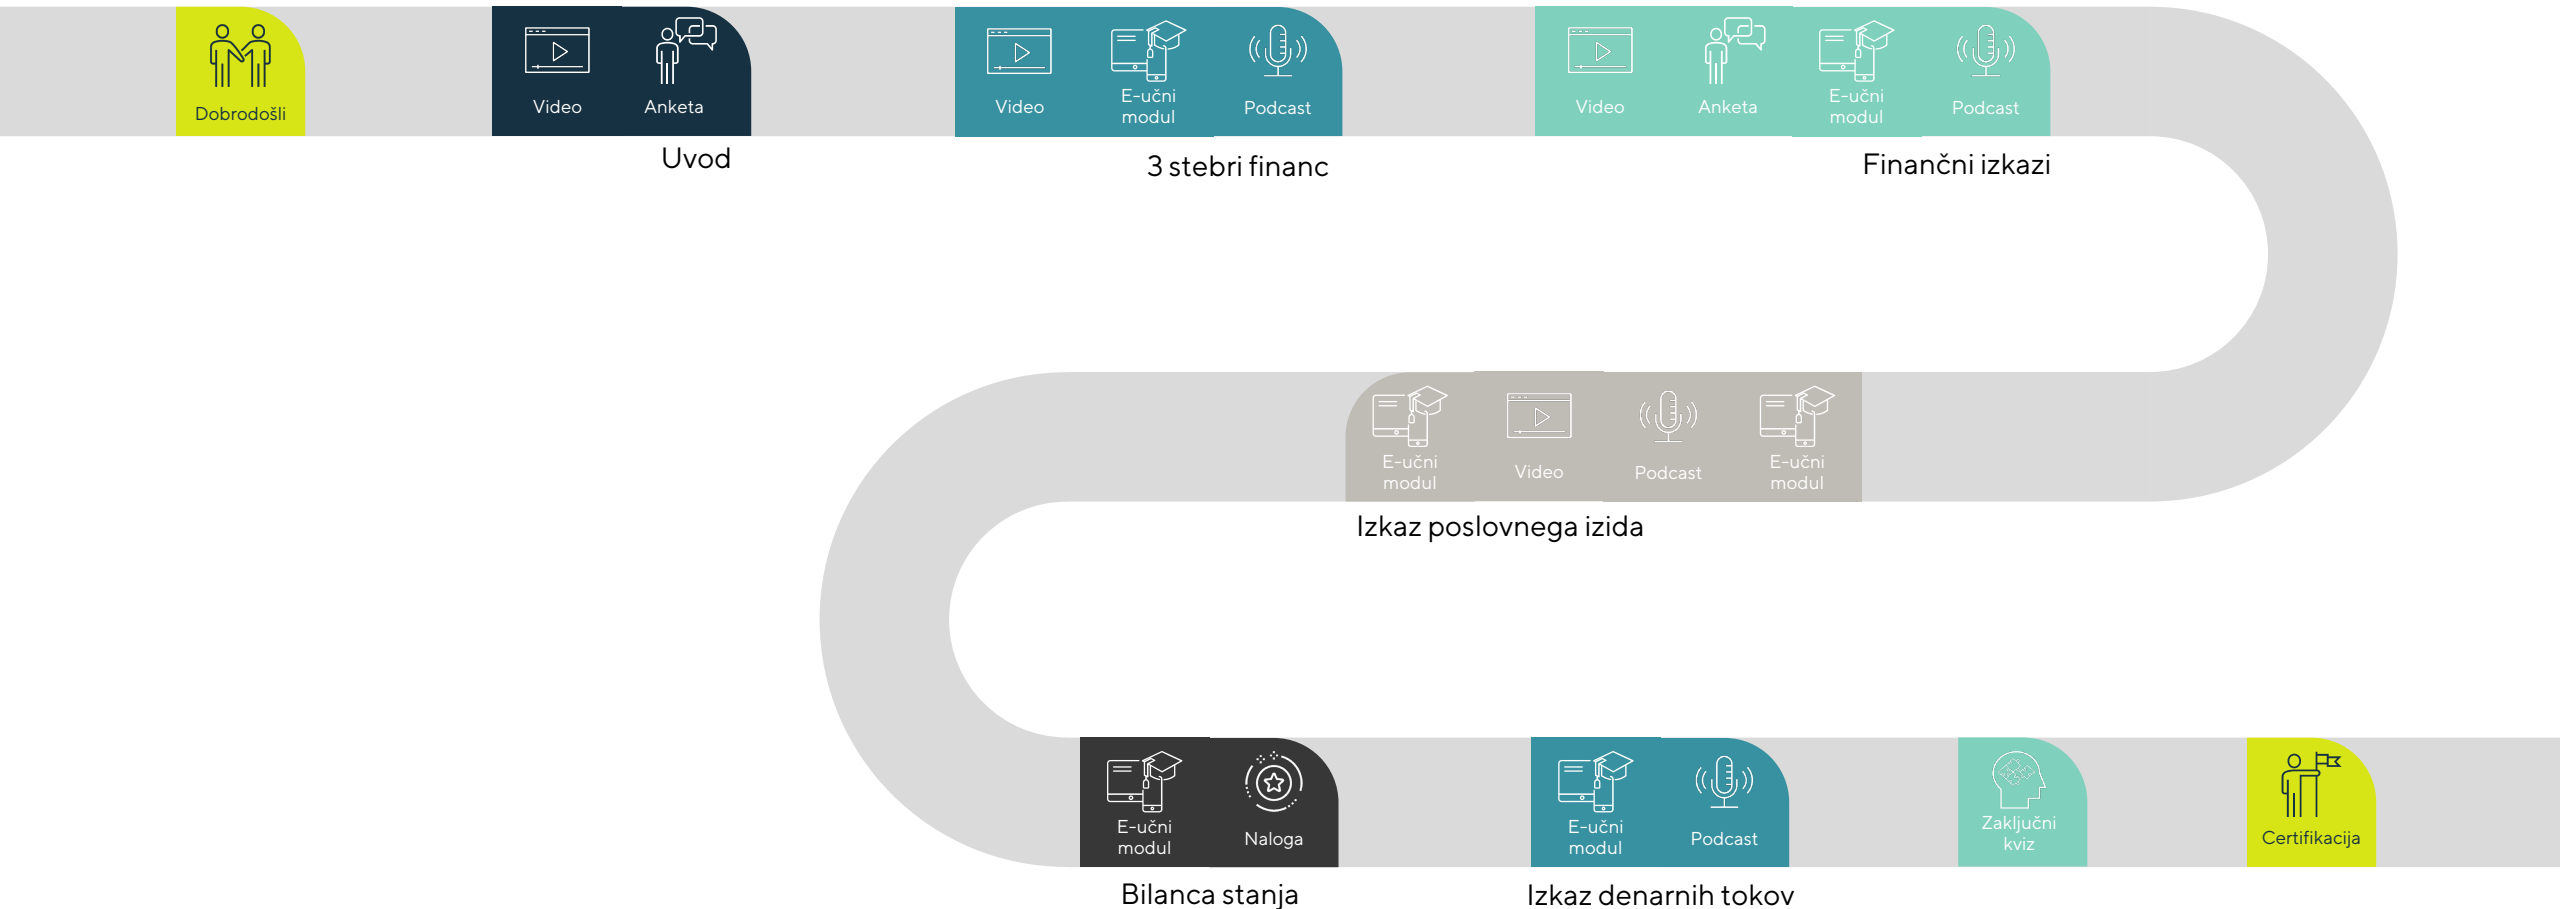 Dobrodošli
Video
Anketa
Uvod
Video
E-učni
modul
Podcast
3 stebri financ
Video
Anketa
E-učni
modul
Podcast
Finančni izkazi
E-učni
modul
Video
Podcast
E-učni
modul
Izkaz poslovnega izida
E-učni
modul
Naloga
Bilanca stanja
E-učni
modul
Podcast
Izkaz denarnih tokov
Zaključni
kviz
Certifikacija